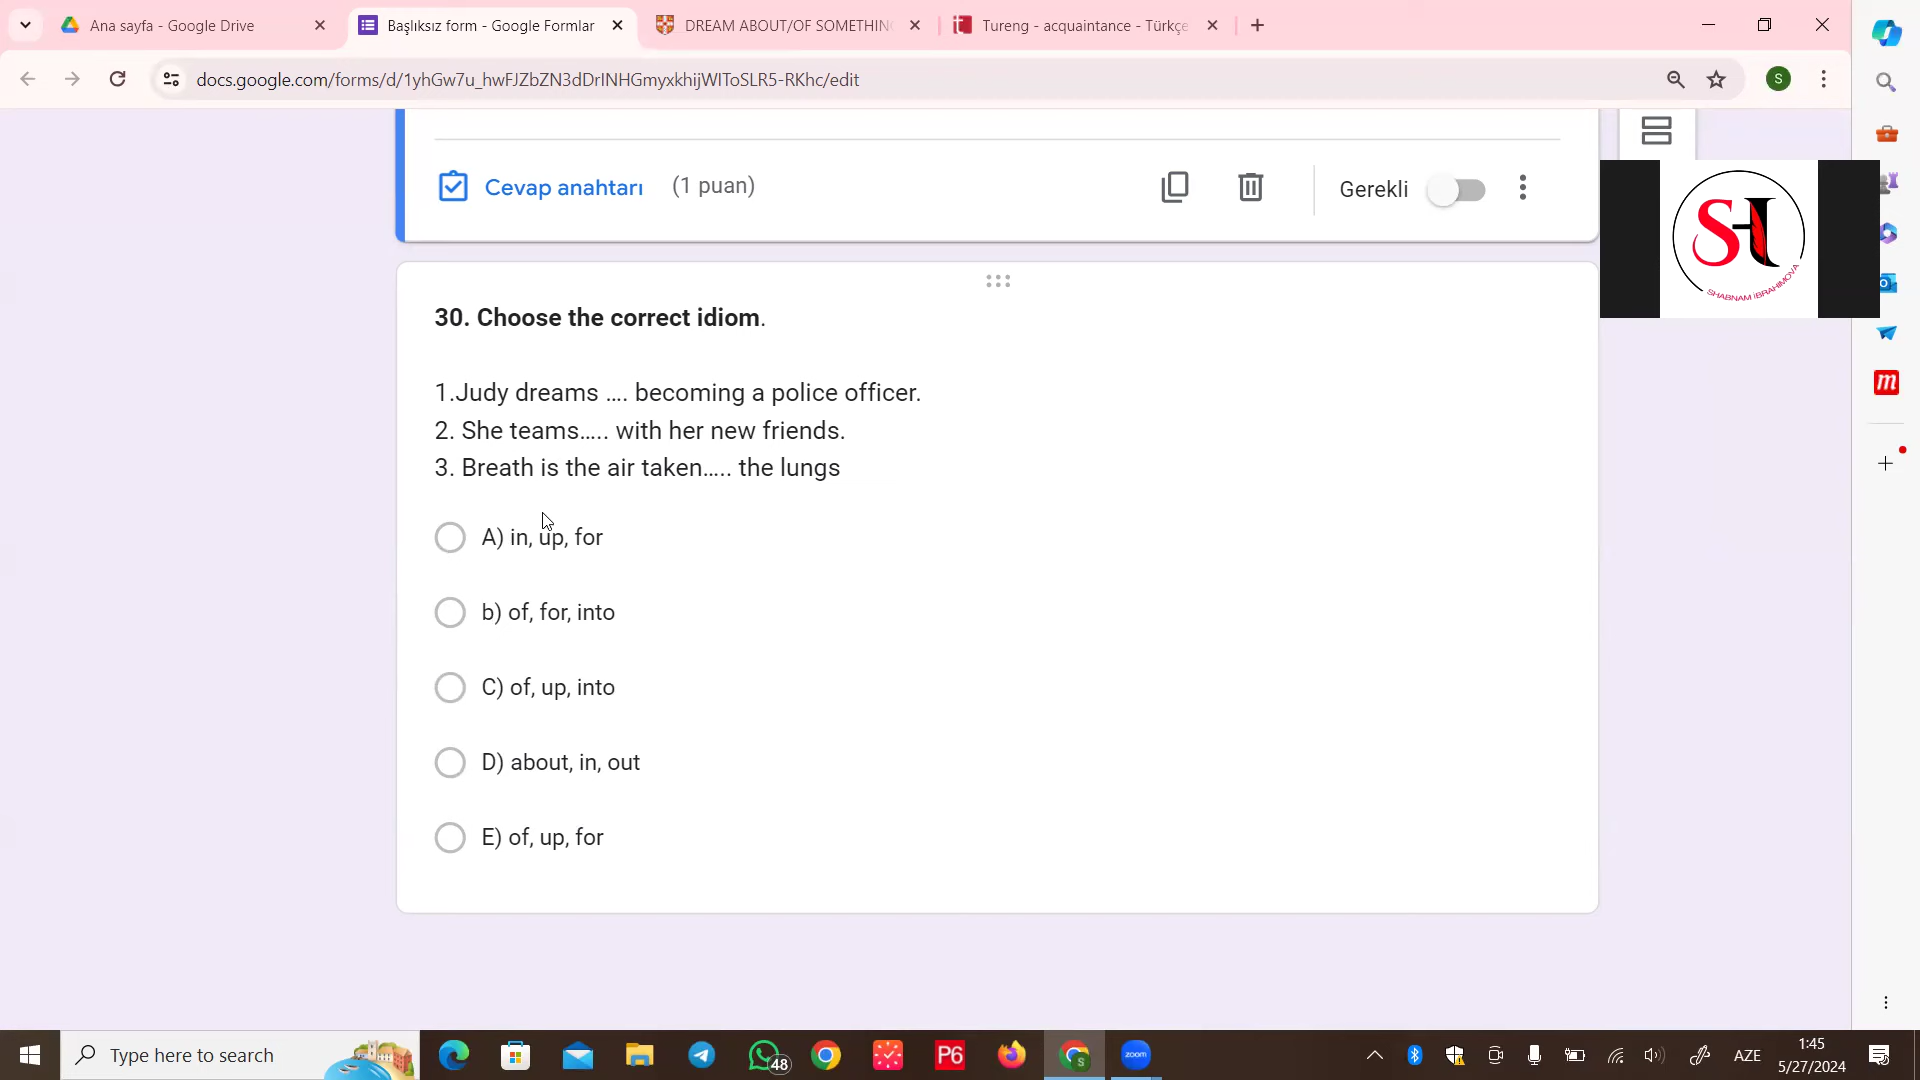 Ana sayfa - Google Drive
Başlıksız form - Google Formlar
DREAM ABOUT/OF SOMETHIN
Tureng - acquaintance - Türkçe
docs.google.com/forms/d/1yhGw7u_hwFJZbZN3dDrINHGmyxkhijWIToSLR5-RKhc/edit
S
Cevap anahtarı
(1 puan)
Gerekli
SH
SHABNAM İBRAHIMOVA
30. Choose the correct idiom.
1.Judy dreams .... becoming a police officer.
2. She teams..... with her new friends.
3. Breath is the air taken..... the lungs
A) in, up, for
b) of, for, into
C) of, up, into
D) about, in, out
E) of, up, for
Type here to search
48
P6
S
zoom
AZE
1:45
5/27/2024